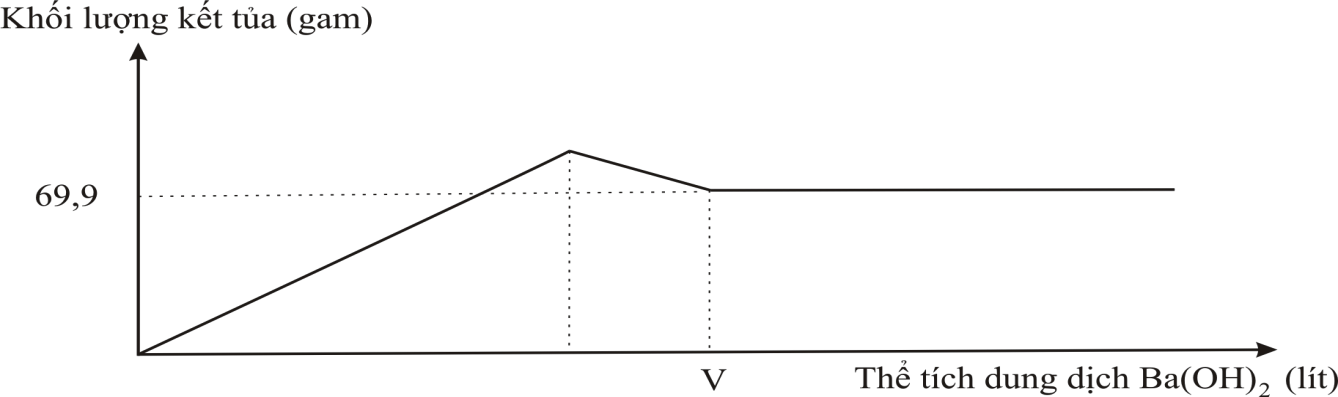 Khối lượng kết tủa (gam)
69,9
V
Thể tích dung dịch Ba(OH)₂ (lít)